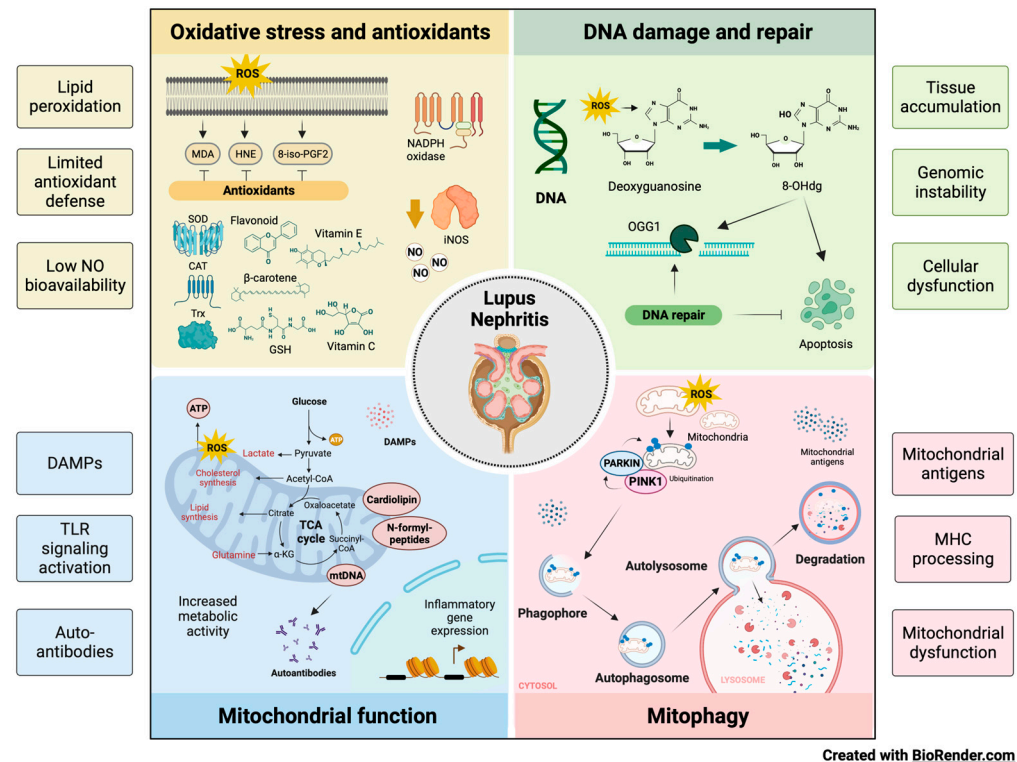 Oxidative stress and antioxidants
DNA damage and repair
Lipid
peroxidation
Limited
antioxidant
defense
Low NO
bioavailability
ROS
MDA
HNE
8-iso-PGF2
Antioxidants
NADPH
oxidase
iNOS
NO
NO
NO
SOD
Flavonoid
Vitamin E
CAT
β-carotene
Trx
GSH
Vitamin C
ROS
DNA
Deoxyguanosine
8-OHdg
OGG1
DNA repair
Apoptosis
Tissue
accumulation
Genomic
instability
Cellular
dysfunction
Lupus
Nephritis
DAMPs
TLR
signaling
activation
Auto-
antibodies
ATP
ROS
Glucose
ATP
DAMPs
Lactate
Pyruvate
Cholesterol
synthesis
Acetyl-CoA
Lipid
synthesis
Citrate
Oxaloacetate
TCA
cycle
Succinyl-
CoA
Glutamine
α-KG
Cardiolipin
N-formyl-
peptides
mtDNA
Increased
metabolic
activity
Autoantibodies
Inflammatory
gene
expression
Mitochondrial function
ROS
Mitochondria
PARKIN
PINK1
Ubiquitination
Mitochondrial
antigens
Phagophore
Autophagosome
Autolysosome
Degradation
CYTOSOL
LYSOSOME
Mitophagy
Mitochondrial
antigens
MHC
processing
Mitochondrial
dysfunction
Created with BioRender.com